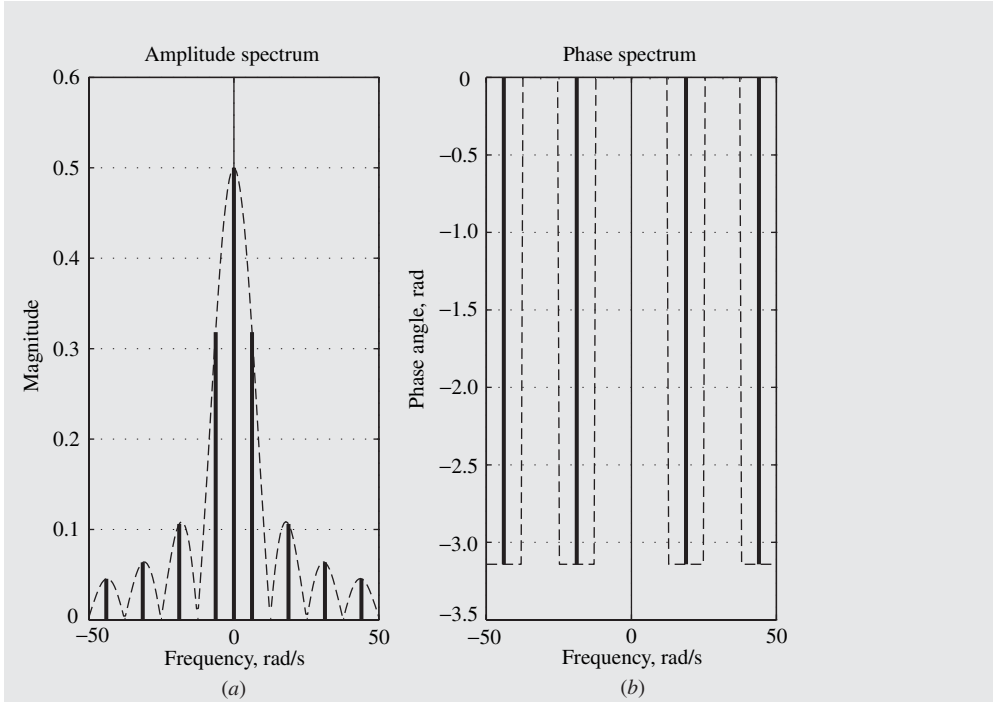 Amplitude spectrum
Magnitude
0.6
0.5
0.4
0.3
0.2
0.1
0
−50
0
50
Frequency, rad/s
(a)
Phase spectrum
Phase angle, rad
0
−0.5
−1.0
−1.5
−2.0
−2.5
−3.0
−3.5
−50
0
50
Frequency, rad/s
(b)